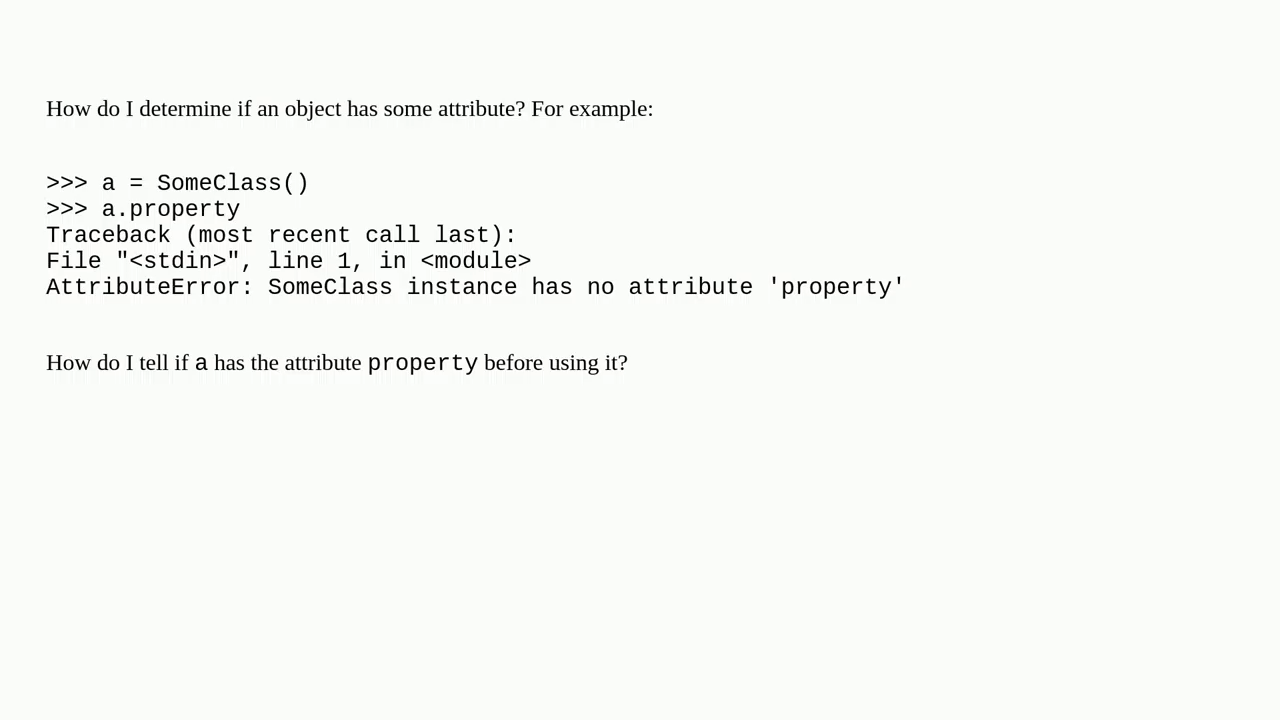 How do I determine if an object has some attribute? For example:
>>> a = SomeClass()
>>> a.property
Traceback (most recent call last):
File "<stdin>", line 1, in <module>
AttributeError: SomeClass instance has no attribute 'property'
How do I tell if a has the attribute property before using it?